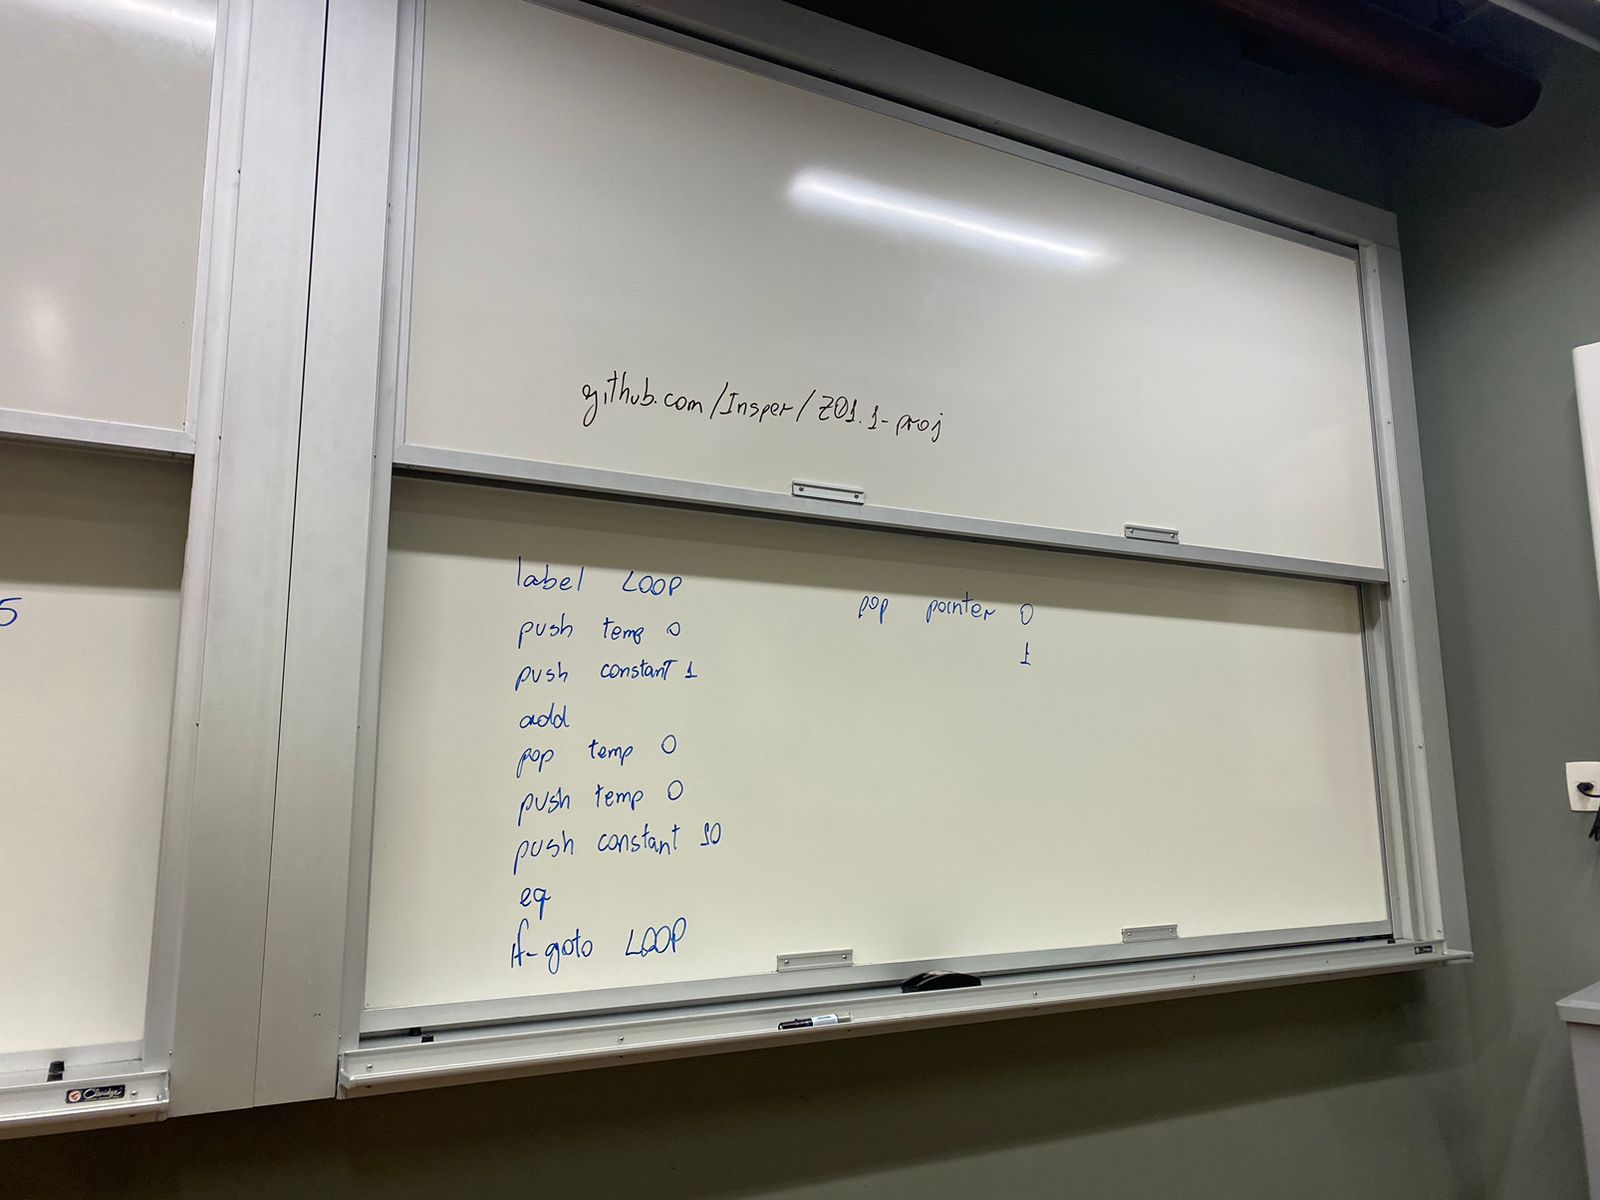 github.com/Insper/Z01.1-proj
label LOOP
push temp 0
push constant 1
add
pop temp 0
push temp 0
push constant 10
eq
if-goto LOOP
pop pointer 0
1
5